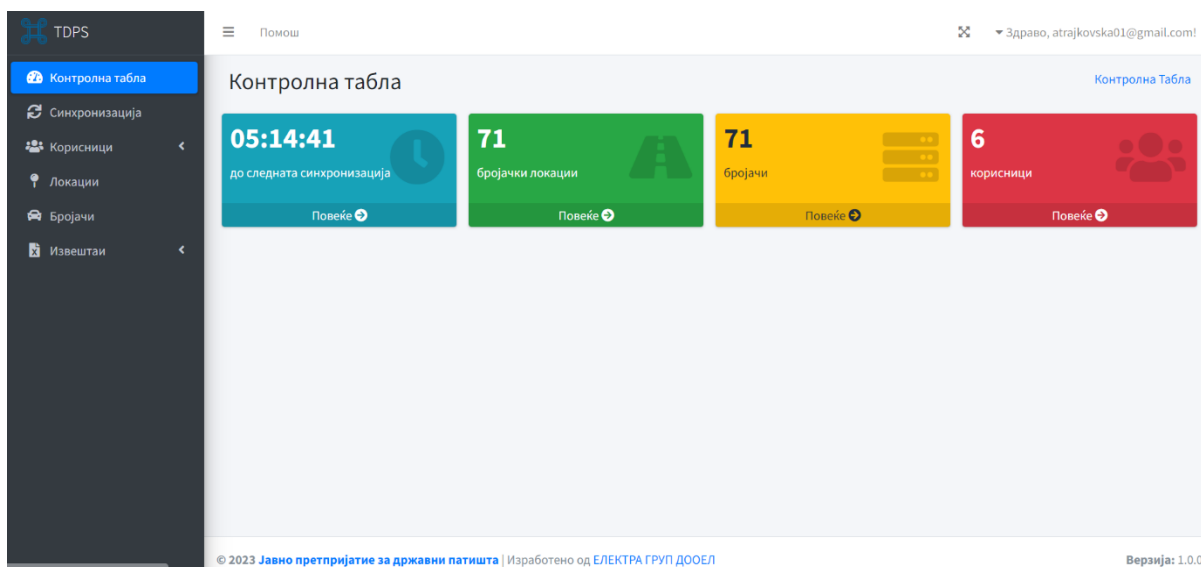 TDPS
Помош
Здраво, atrajkovska01@gmail.com!
Контролна табла
Синхронизација
Корисници
Локации
Бројачи
Извештаи
Контролна табла
Контролна Табла
05:14:41
до следната синхронизација
Повеќе
71
бројачки локации
Повеќе
71
бројачи
Повеќе
6
корисници
Повеќе
© 2023 Јавно претпријатие за државни патишта | Изработено од ЕЛЕКТРА ГРУП ДООЕЛ
Верзија: 1.0.0